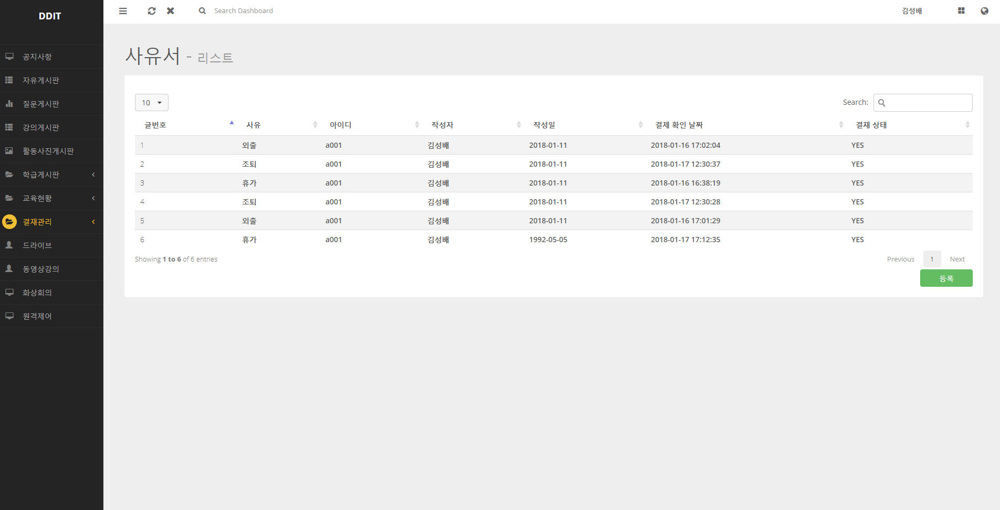 DDIT
Search Dashboard
김성배
공지사항
자유게시판
질문게시판
강의게시판
활동사진게시판
학급게시판
교육현황
결재관리
드라이브
동영상강의
화상회의
원격제어
사유서 - 리스트
10
Search:
글번호 사유 아이디 작성자 작성일 결제 확인 날짜 결재 상태
1 외출 a001 김성배 2018-01-11 2018-01-16 17:02:04 YES
2 조퇴 a001 김성배 2018-01-11 2018-01-17 12:30:37 YES
3 휴가 a001 김성배 2018-01-11 2018-01-16 16:38:19 YES
4 조퇴 a001 김성배 2018-01-11 2018-01-17 12:30:28 YES
5 외출 a001 김성배 2018-01-11 2018-01-16 17:01:29 YES
6 휴가 a001 김성배 1992-05-05 2018-01-17 17:12:35 YES
Showing 1 to 6 of 6 entries
Previous 1 Next
등록